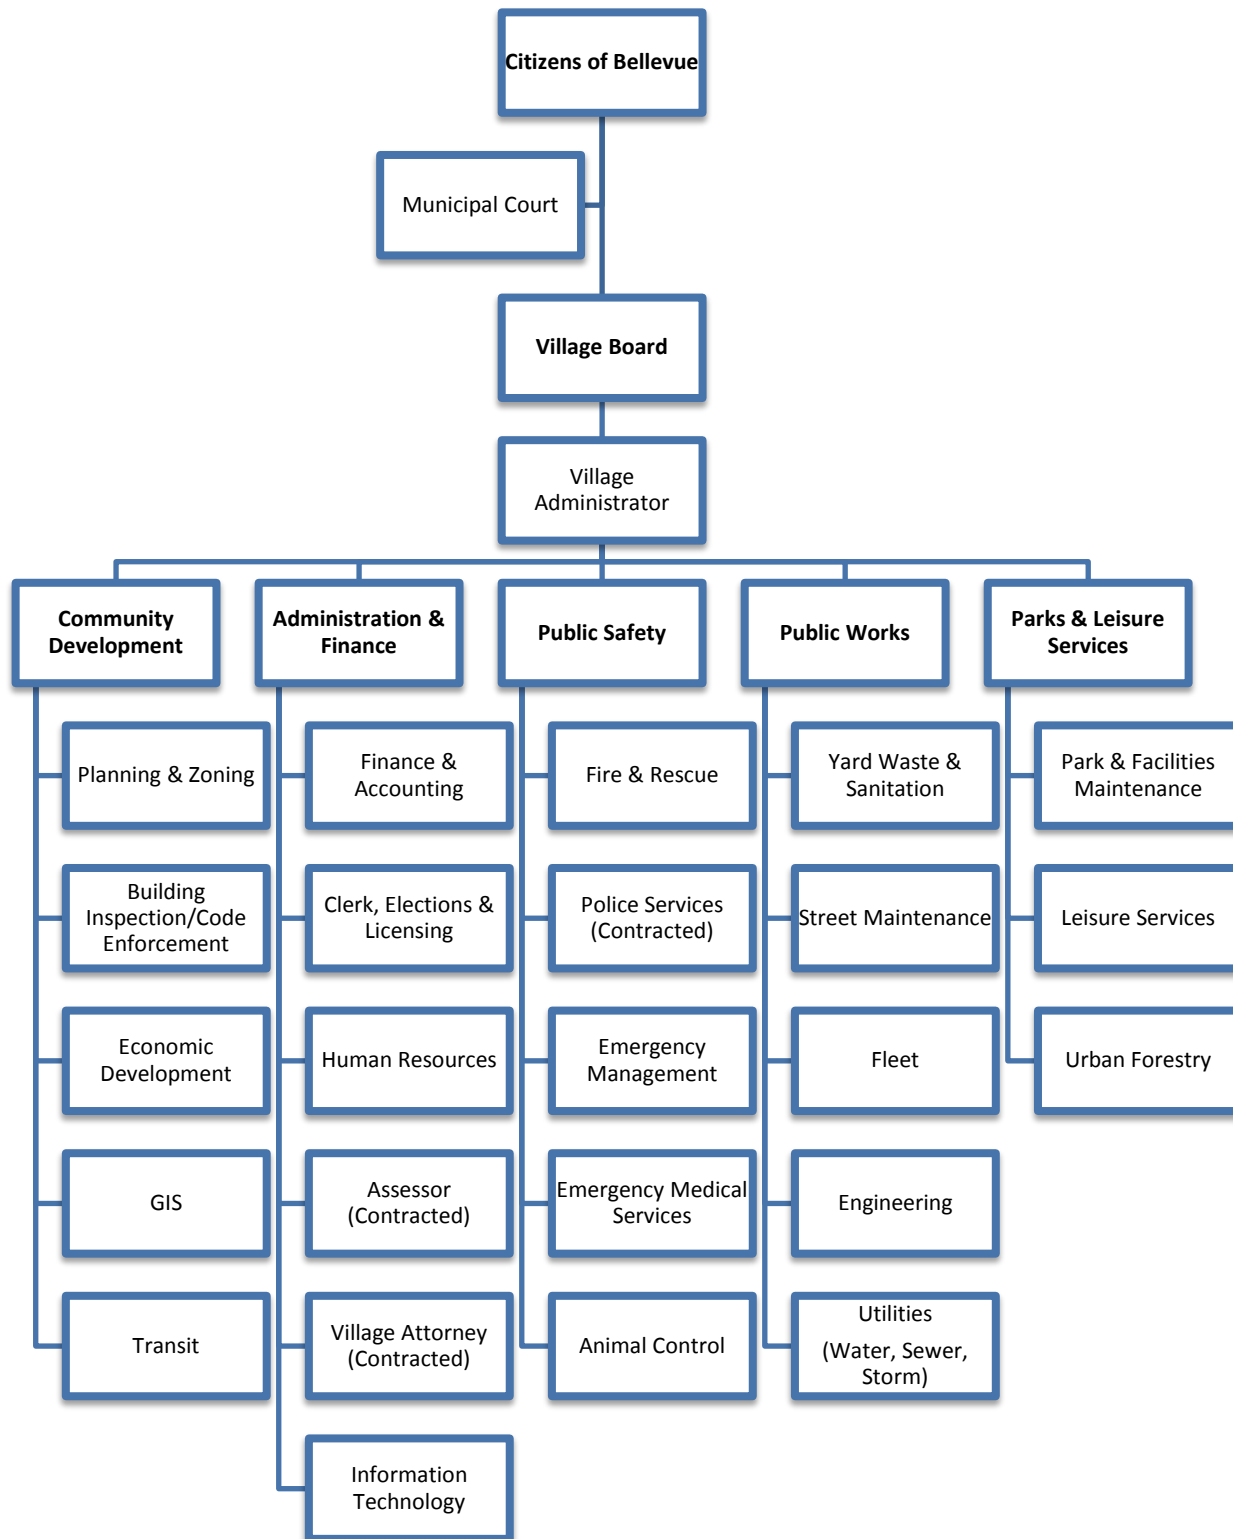 Citizens of Bellevue
Municipal Court
Village Board
Village
Administrator
Community
Development
Administration &
Finance
Public Safety
Public Works
Parks & Leisure
Services
Planning & Zoning
Finance &
Accounting
Fire & Rescue
Yard Waste &
Sanitation
Park & Facilities
Maintenance
Building
Inspection/Code
Enforcement
Clerk, Elections &
Licensing
Police Services
(Contracted)
Street Maintenance
Leisure Services
Economic
Development
Human Resources
Emergency
Management
Fleet
Urban Forestry
GIS
Assessor
(Contracted)
Emergency Medical
Services
Engineering
Transit
Village Attorney
(Contracted)
Animal Control
Utilities
(Water, Sewer,
Storm)
Information
Technology